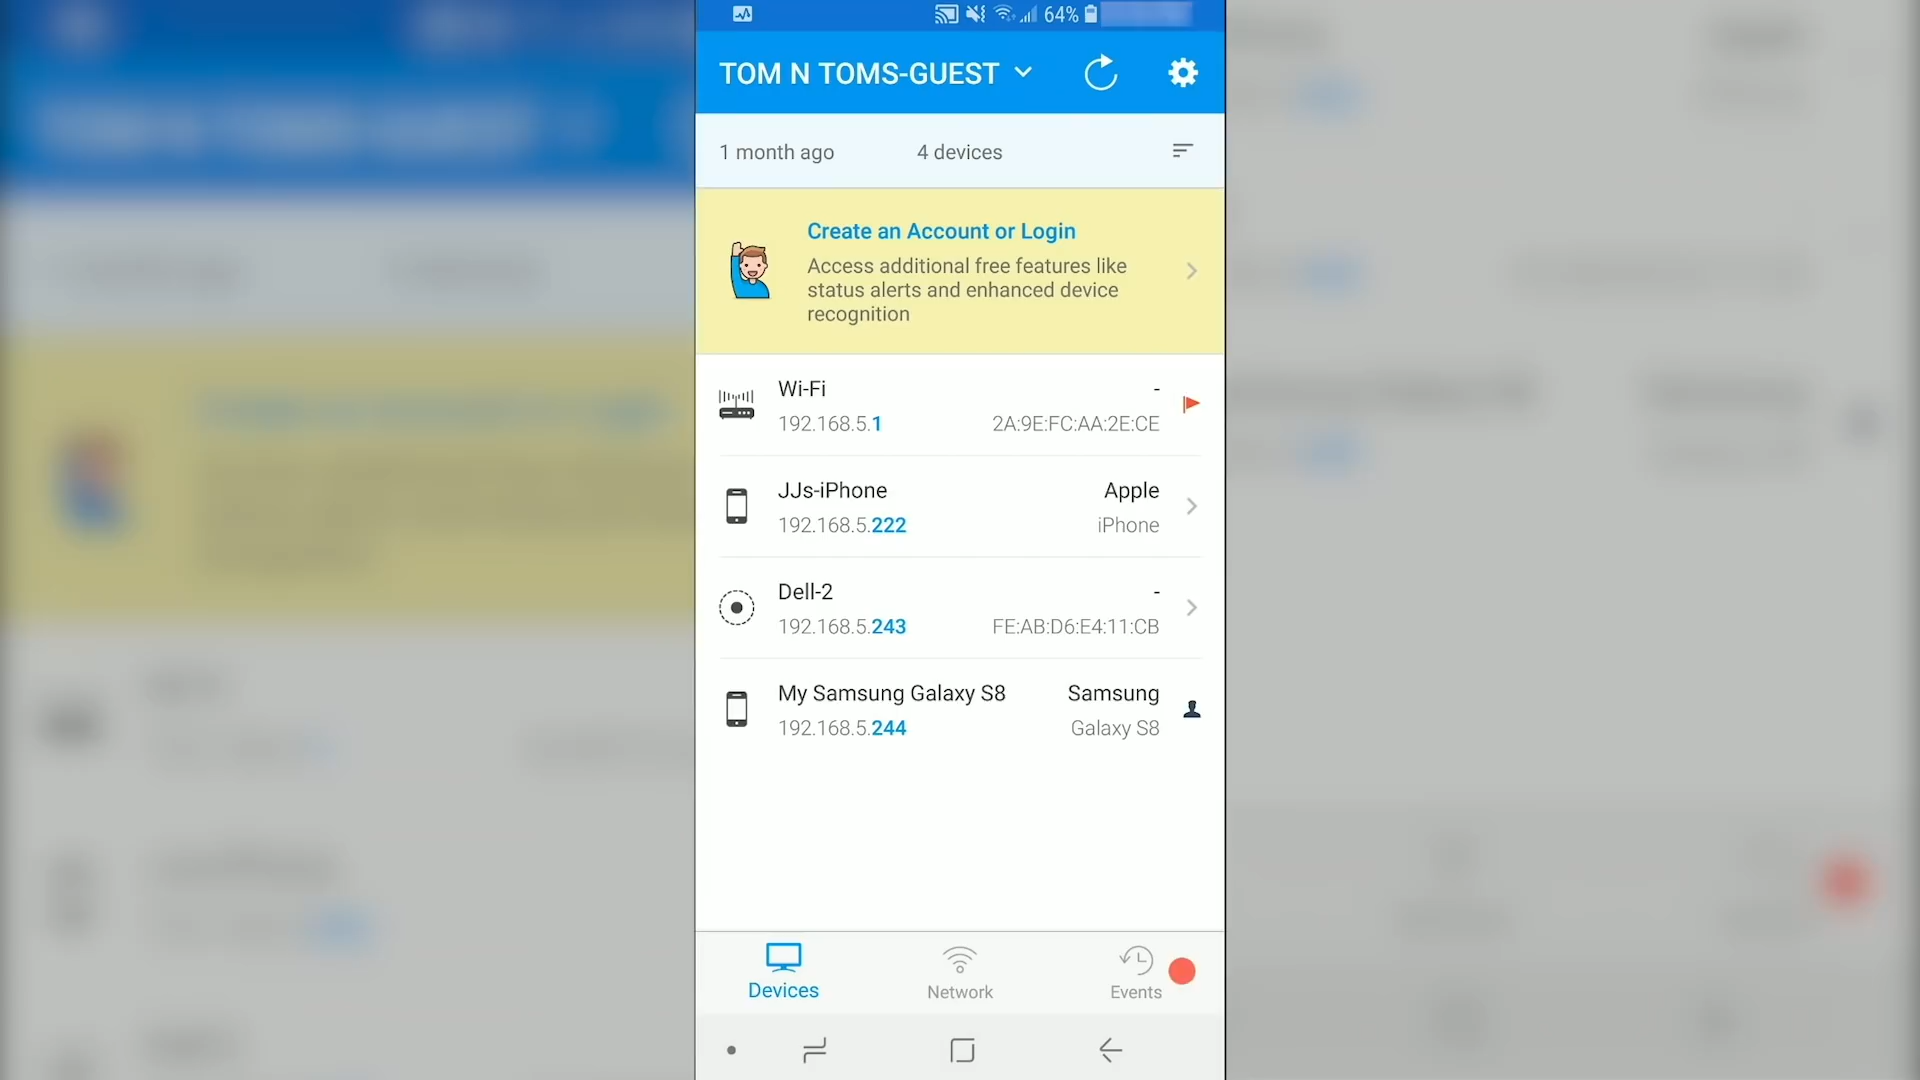 64%
TOM N TOMS-GUEST
1 month ago 4 devices
Create an Account or Login
Access additional free features like
status alerts and enhanced device
recognition
Wi-Fi -
192.168.5.1 2A:9E:FC:AA:2E:CE
JJs-iPhone Apple
192.168.5.222 iPhone
Dell-2 -
192.168.5.243 FE:AB:D6:E4:11:CB
My Samsung Galaxy S8 Samsung
192.168.5.244 Galaxy S8
Devices Network Events